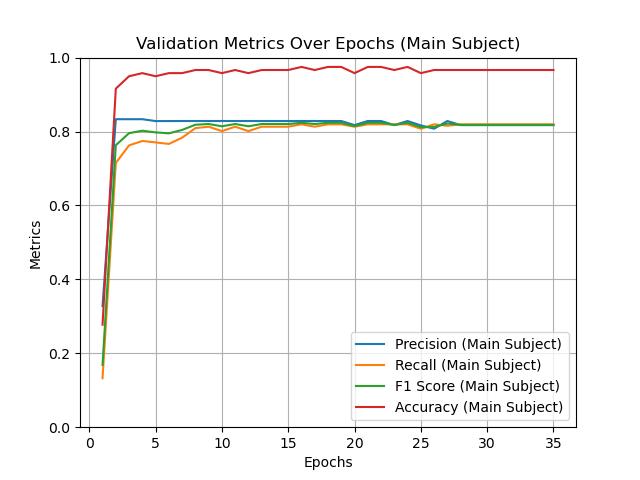 Validation Metrics Over Epochs (Main Subject)
1.0
0.8
0.6
0.4
0.2
0.0
Metrics
0 5 10 15 20 25 30 35
Epochs
Precision (Main Subject)
Recall (Main Subject)
F1 Score (Main Subject)
Accuracy (Main Subject)